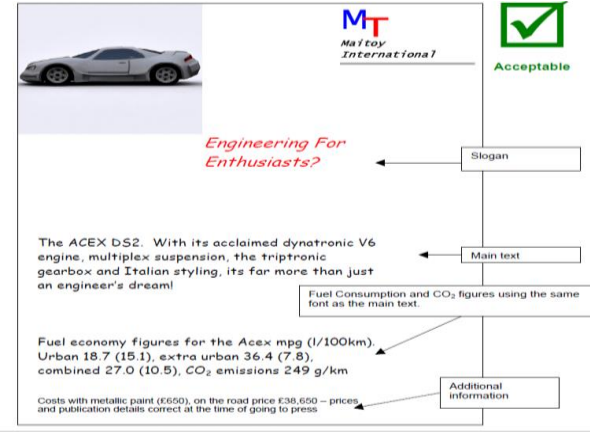 MT
Maitoy
International
Acceptable
Engineering For
Enthusiasts?
Slogan
The ACEX DS2. With its acclaimed dynatronic V6
engine, multiplex suspension, the triptronic
gearbox and Italian styling, its far more than just
an engineer's dream!
Main text
Fuel Consumption and CO₂ figures using the same
font as the main text.
Fuel economy figures for the Acex mpg (l/100km).
Urban 18.7 (15.1), extra urban 36.4 (7.8),
combined 27.0 (10.5), CO₂ emissions 249 g/km
Additional
information
Costs with metallic paint (£650), on the road price £38,650 – prices
and publication details correct at the time of going to press